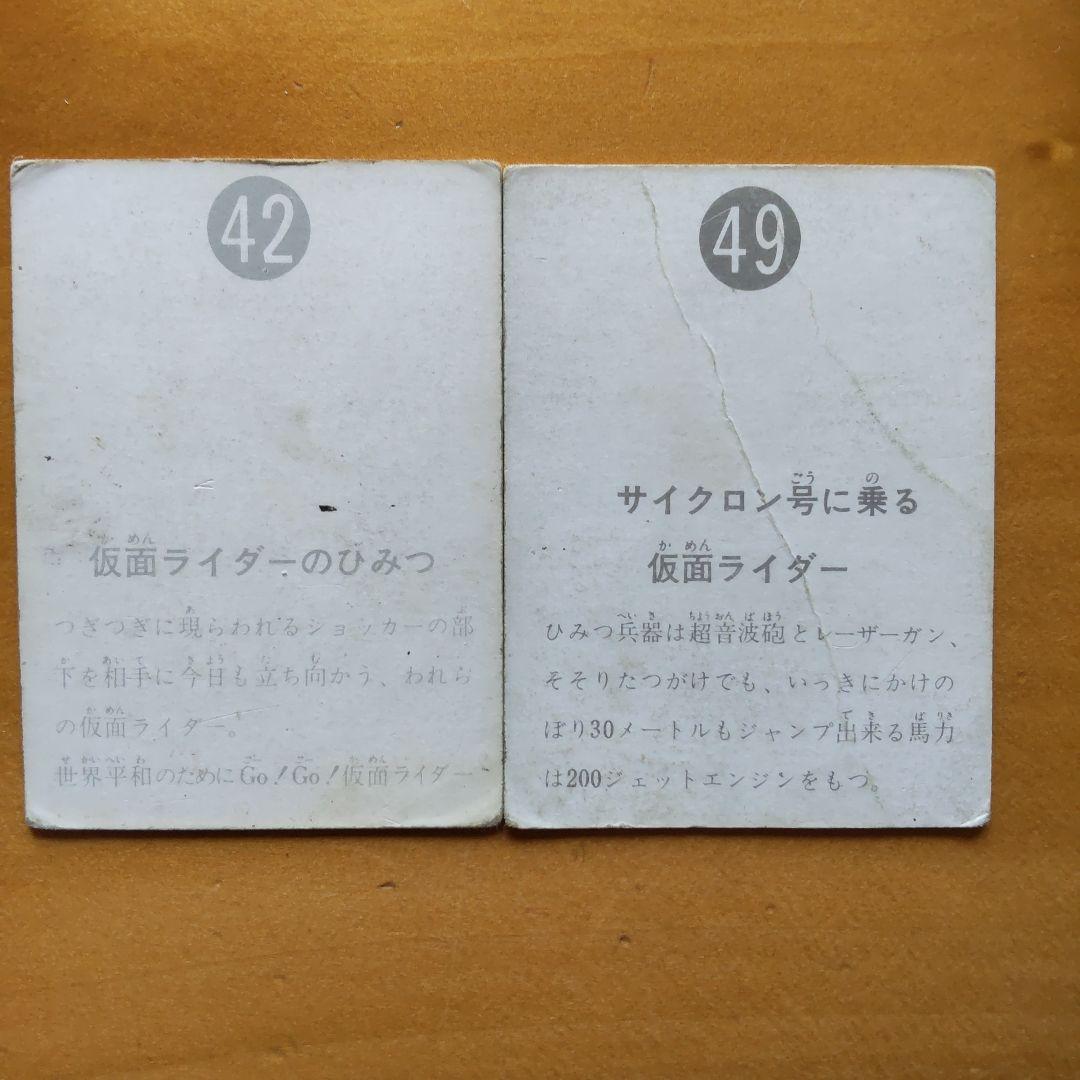 42
仮面ライダーのひみつ
つぎつぎに現らわれるショッカーの部
下を相手に今日も立ち向かう、われら
の仮面ライダー。
世界平和のためにGo!Go!仮面ライダー
49
サイクロン号に乗る
仮面ライダー
ひみつ兵器は超音波砲とレーザーガン、
そそりたつがけでも、いっきにかけの
ぼり30メートルもジャンプ出来る馬力
は200ジェットエンジンをもつ。